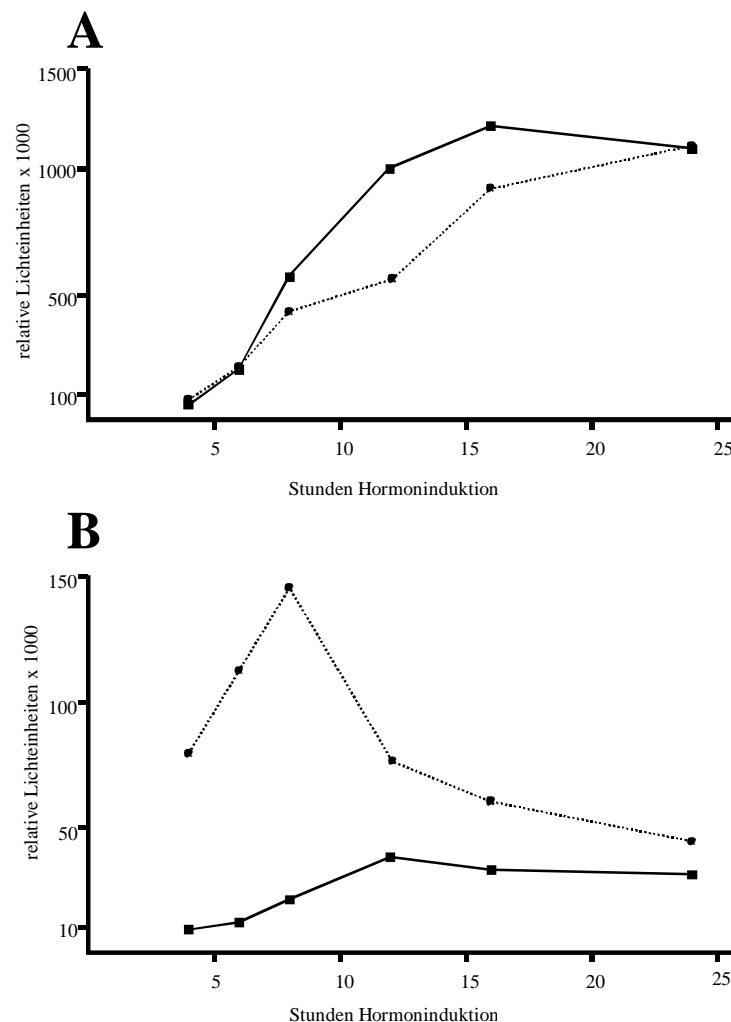 A
1500
1000
500
100
relative Lichteinheiten x 1000
5 10 15 20 25
Stunden Hormoninduktion
B
150
100
50
10
relative Lichteinheiten x 1000
5 10 15 20 25
Stunden Hormoninduktion